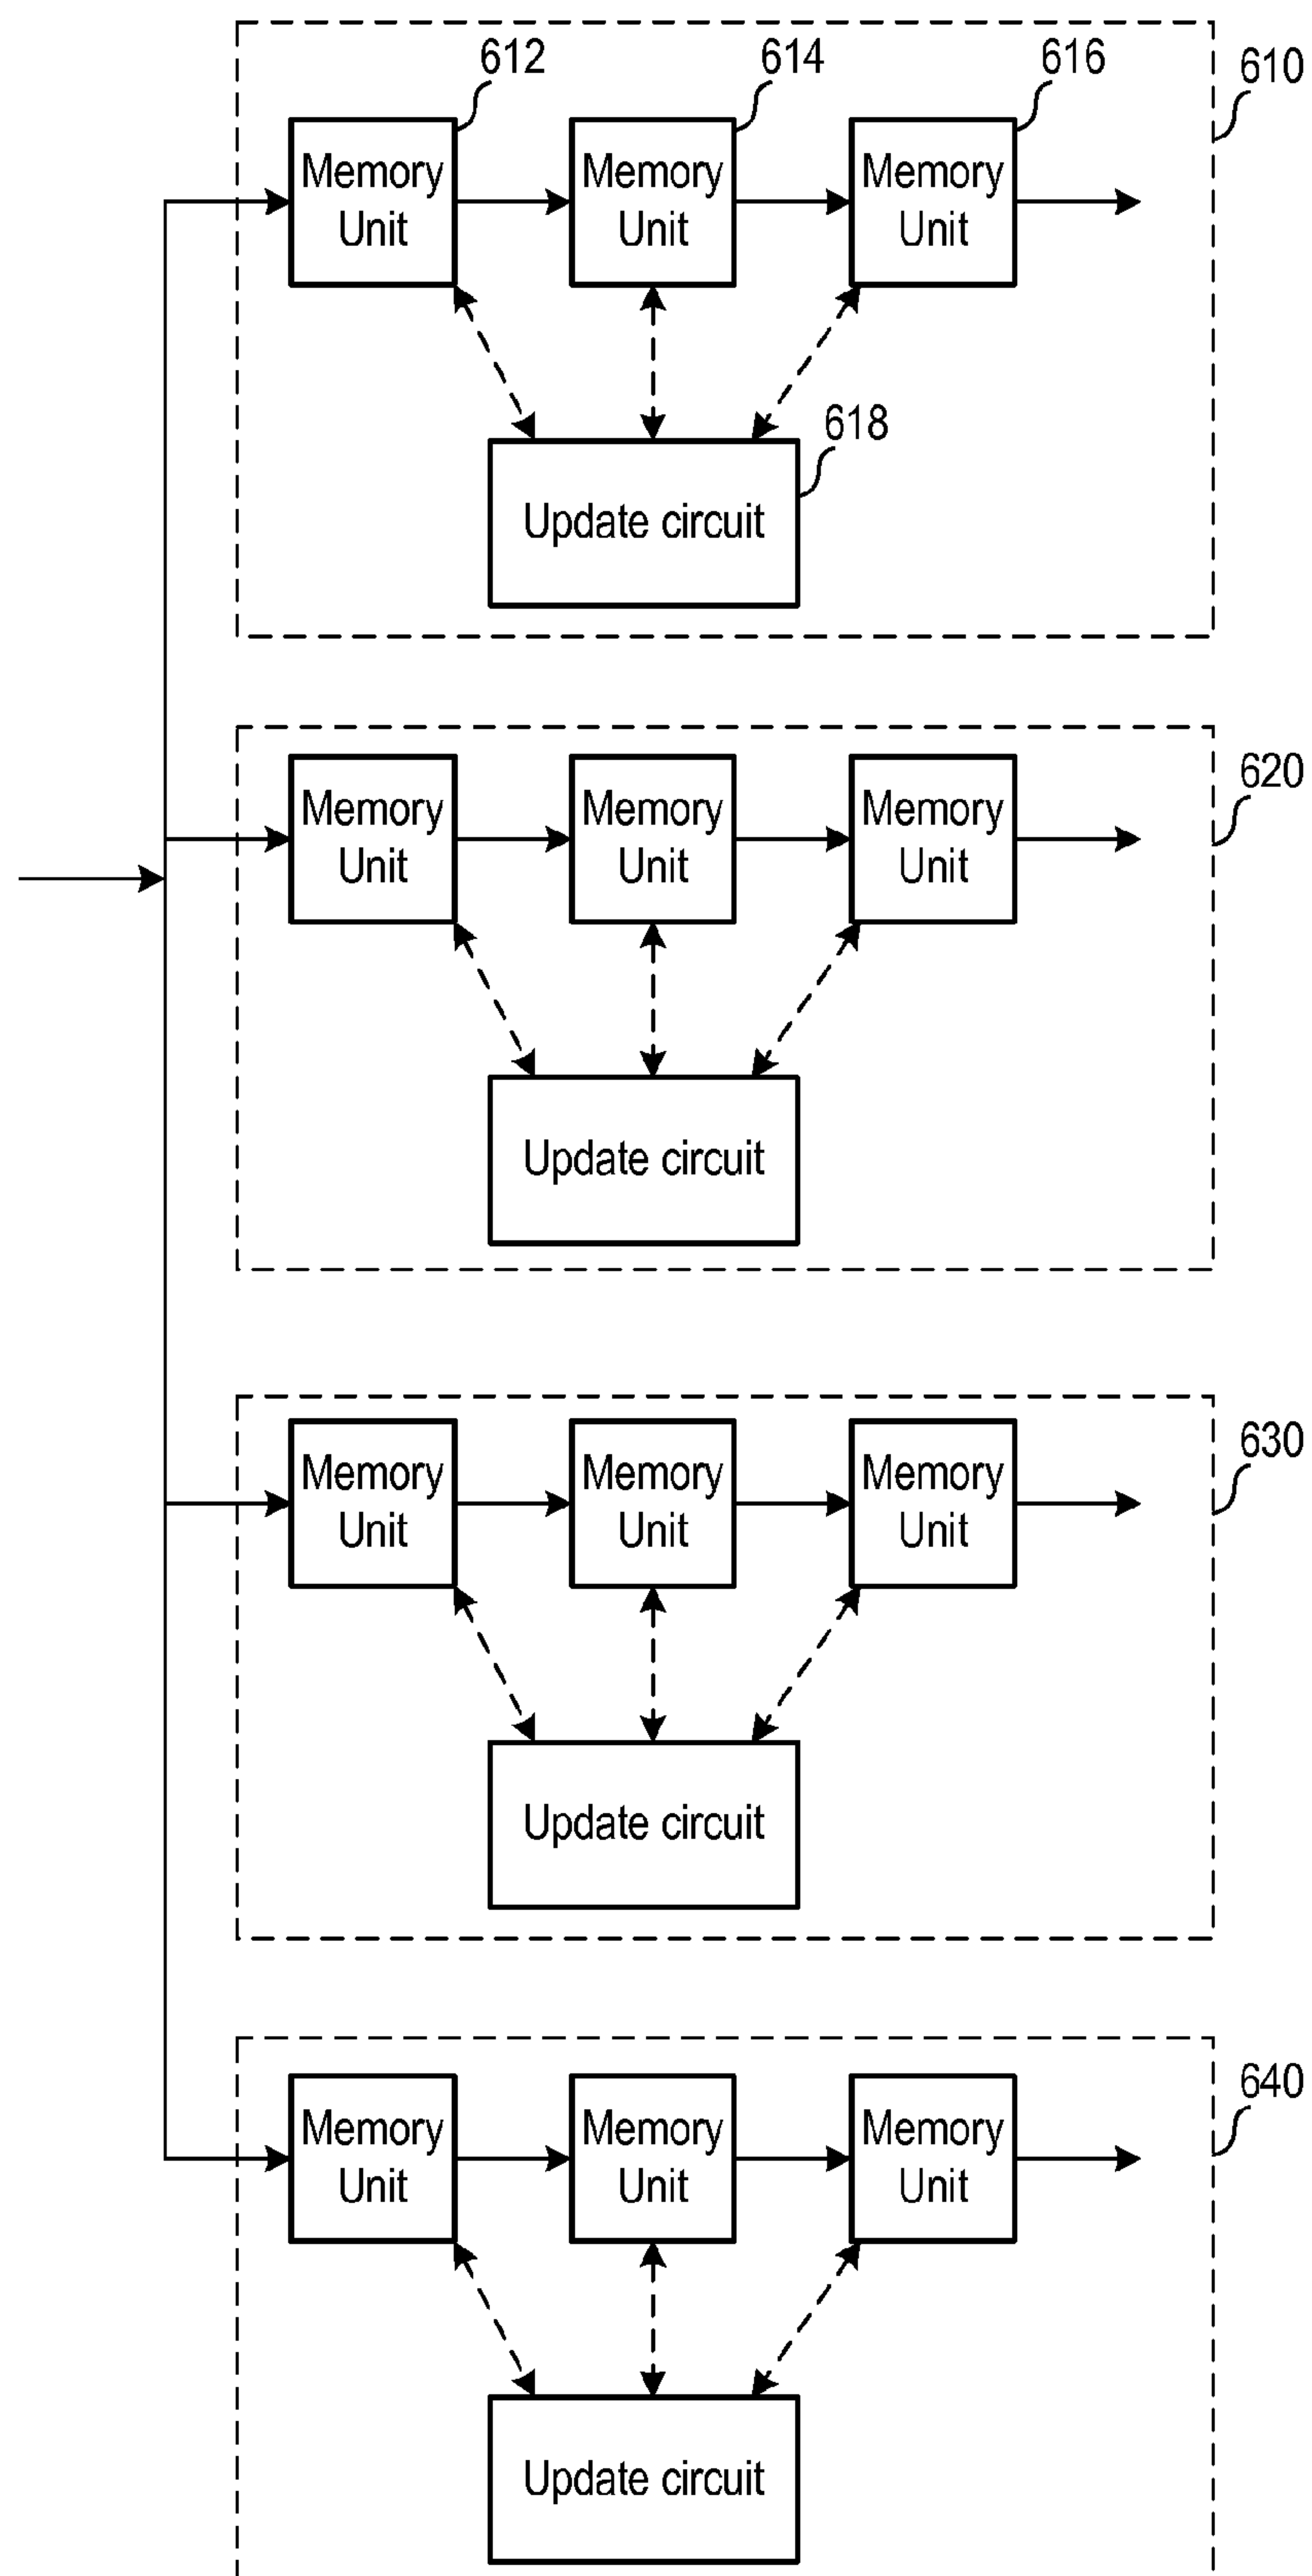 612
614
616
610
Memory
Unit
Memory
Unit
Memory
Unit
618
Update circuit
620
Memory
Unit
Memory
Unit
Memory
Unit
Update circuit
630
Memory
Unit
Memory
Unit
Memory
Unit
Update circuit
640
Memory
Unit
Memory
Unit
Memory
Unit
Update circuit